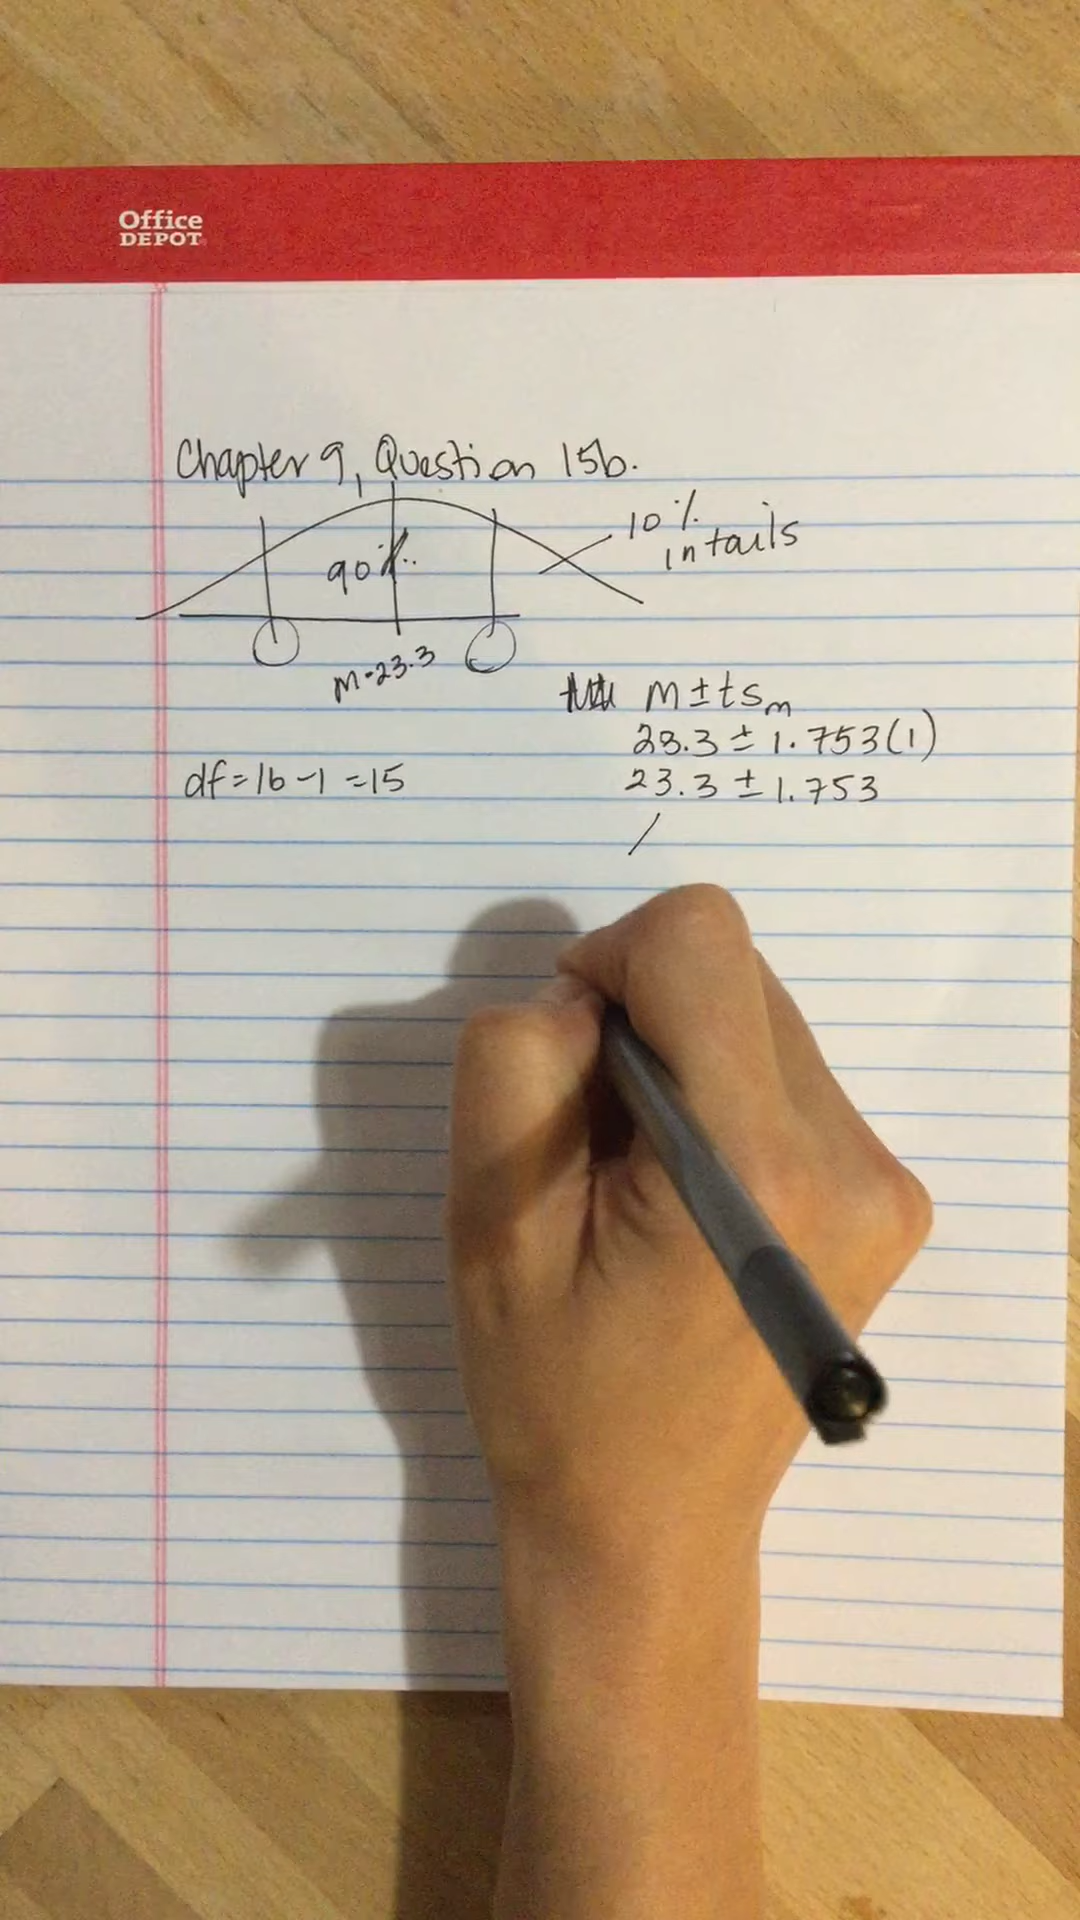 Office
DEPOT
Chapter 9, Question 15b.
90%.
10%
in tails
M=23.3
M±tsₘ
23.3 ± 1.753(1)
df=16-1 =15
23.3 ± 1.753